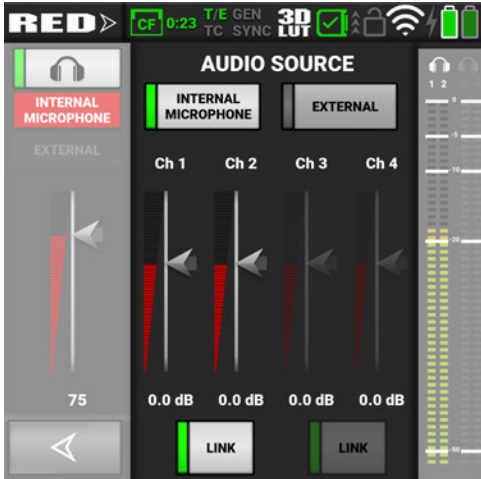 RED
CF 0:23 T/E GEN 3D
TC SYNC LUT
AUDIO SOURCE
INTERNAL
MICROPHONE
EXTERNAL
INTERNAL
MICROPHONE
EXTERNAL
Ch 1 Ch 2 Ch 3 Ch 4
75
0.0 dB 0.0 dB 0.0 dB 0.0 dB
LINK LINK
1 2
0
-5
-10
-20
-50